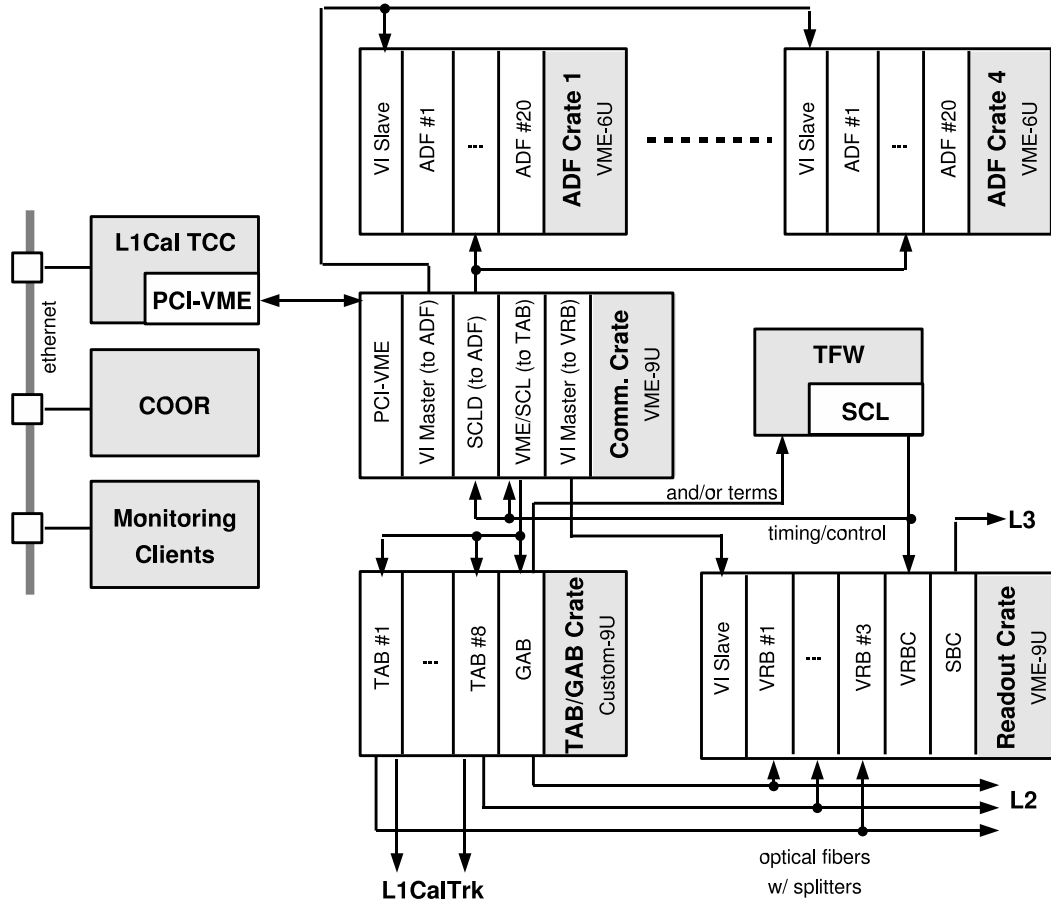 VI Slave
ADF #1
...
ADF #20
ADF Crate 1
VME-6U
VI Slave
ADF #1
...
ADF #20
ADF Crate 4
VME-6U
ethernet
L1Cal TCC
PCI-VME
COOR
Monitoring
Clients
PCI-VME
VI Master (to ADF)
SCLD (to ADF)
VME/SCL (to TAB)
VI Master (to VRB)
Comm. Crate
VME-9U
TFW
SCL
and/or terms
timing/control
L3
TAB #1
...
TAB #8
GAB
TAB/GAB Crate
Custom-9U
VI Slave
VRB #1
...
VRB #3
VRBC
SBC
Readout Crate
VME-9U
L2
optical fibers
w/ splitters
L1CalTrk